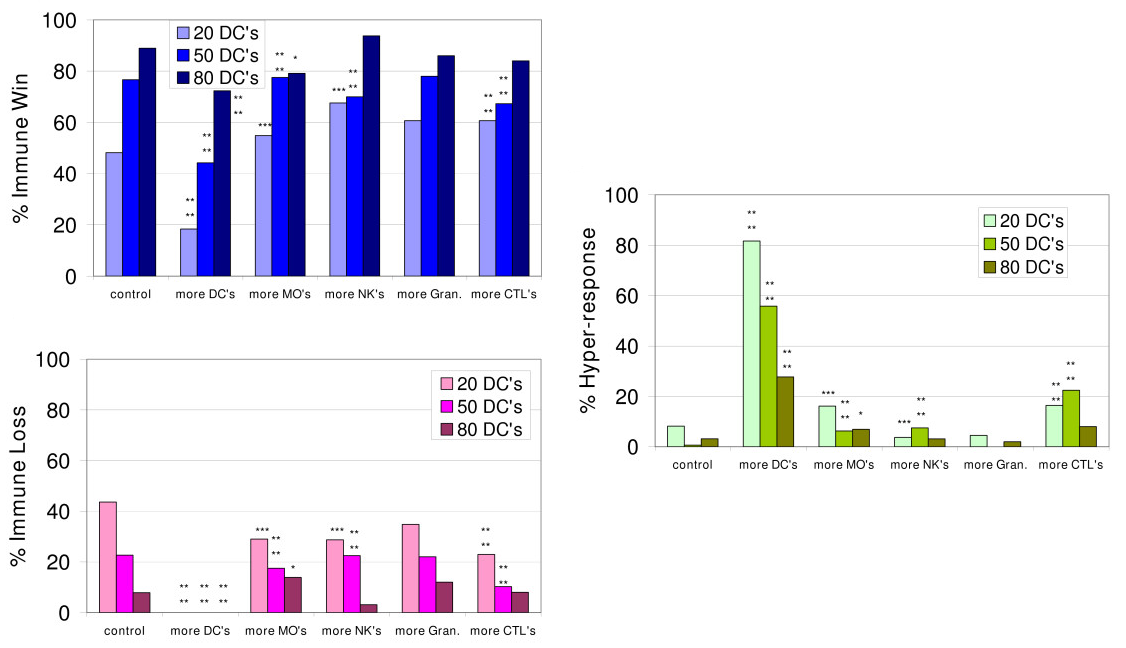 % Immune Win
100
80
60
40
20
0
20 DC's
50 DC's
80 DC's
** ** ** ** ** **
*** ** ** *
*** ** **
** ** ** **
control more DC's more MO's more NK's more Gran. more CTL's
% Immune Loss
100
80
60
40
20
0
20 DC's
50 DC's
80 DC's
** ** **
** ** **
*** ** ** *
*** ** **
** ** ** **
control more DC's more MO's more NK's more Gran. more CTL's
% Hyper-response
100
80
60
40
20
0
20 DC's
50 DC's
80 DC's
** ** ** ** ** **
*** ** ** *
*** ** **
** ** ** **
control more DC's more MO's more NK's more Gran. more CTL's